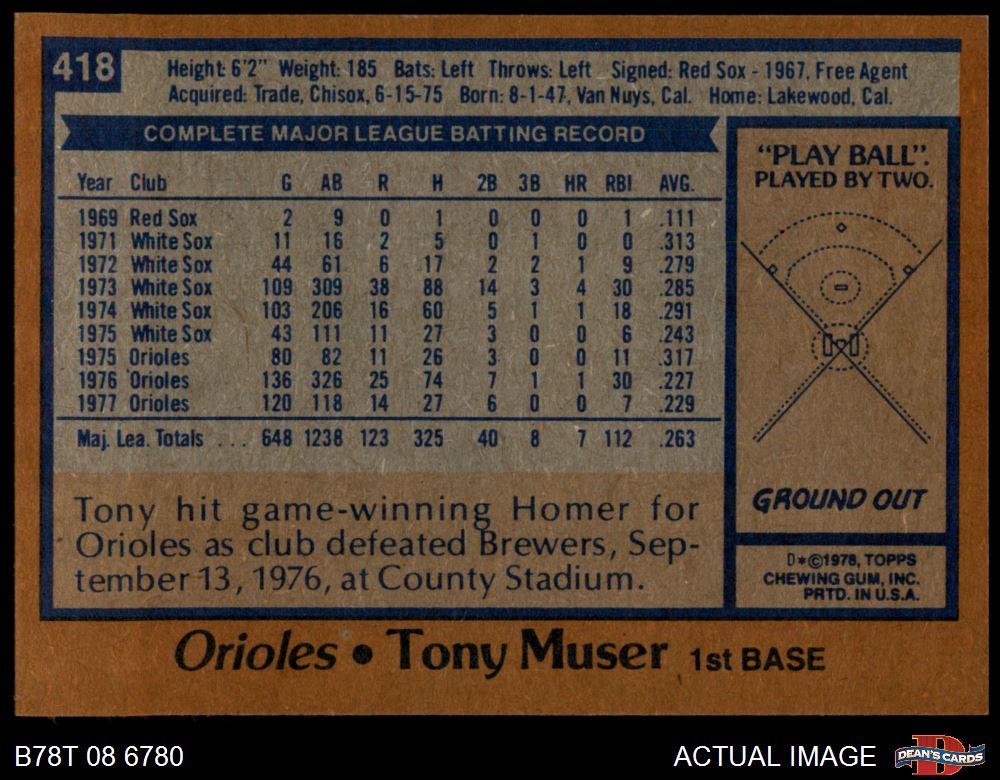 418
Height: 6'2" Weight: 185 Bats: Left Throws: Left Signed: Red Sox - 1967, Free Agent
Acquired: Trade, Chisox, 6-15-75 Born: 8-1-47, Van Nuys, Cal. Home: Lakewood, Cal.
COMPLETE MAJOR LEAGUE BATTING RECORD
Year Club G AB R H 2B 3B HR RBI AVG.
1969 Red Sox 2 9 0 1 0 0 0 1 .111
1971 White Sox 11 16 2 5 0 1 0 0 .313
1972 White Sox 44 61 6 17 2 2 1 9 .279
1973 White Sox 109 309 38 88 14 3 4 30 .285
1974 White Sox 103 206 16 60 5 1 1 18 .291
1975 White Sox 43 111 11 27 3 0 0 6 .243
1975 Orioles 80 82 11 26 3 0 0 11 .317
1976 Orioles 136 326 25 74 7 1 1 30 .227
1977 Orioles 120 118 14 27 6 0 0 7 .229
Maj. Lea. Totals ... 648 1238 123 325 40 8 7 112 .263
Tony hit game-winning Homer for
Orioles as club defeated Brewers, Sep-
tember 13, 1976, at County Stadium.
"PLAY BALL".
PLAYED BY TWO.
GROUND OUT
D*©1978, TOPPS
CHEWING GUM, INC.
PRTD. IN U.S.A.
Orioles • Tony Muser 1st BASE
B78T 08 6780
ACTUAL IMAGE
D
DEAN'S CARDS